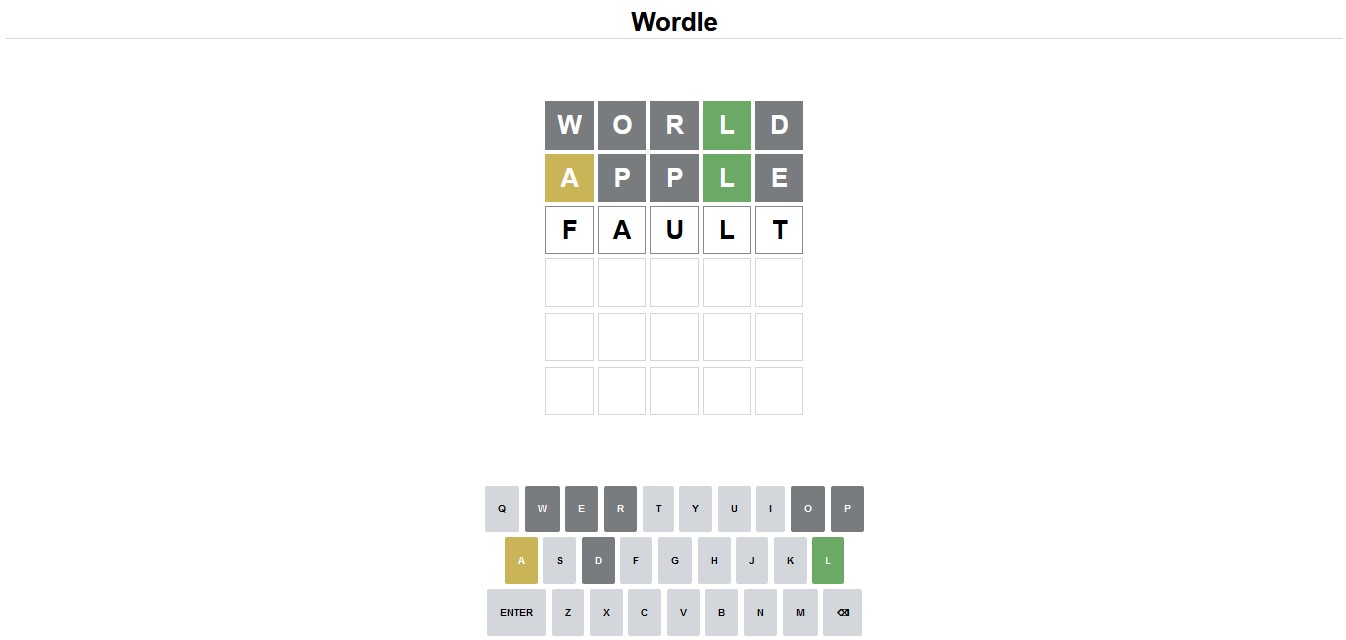 Wordle
W O R L D
A P P L E
F A U L T
Q W E R T Y U I O P
A S D F G H J K L
ENTER Z X C V B N M ⌫